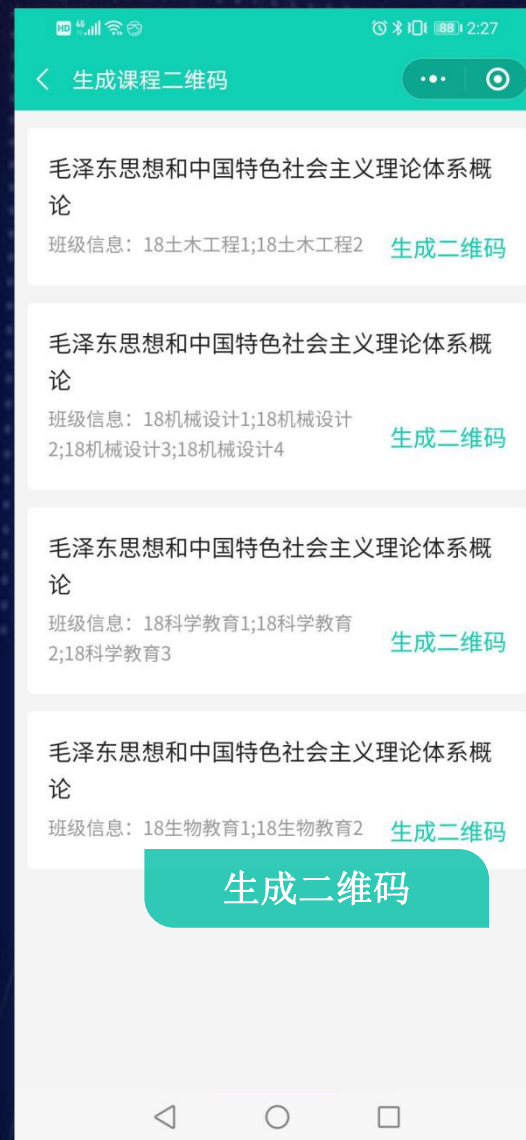 HD 46 88 2:27
生成课程二维码
毛泽东思想和中国特色社会主义理论体系概
论
班级信息：18土木工程1;18土木工程2 生成二维码
毛泽东思想和中国特色社会主义理论体系概
论
班级信息：18机械设计1;18机械设计
2;18机械设计3;18机械设计4 生成二维码
毛泽东思想和中国特色社会主义理论体系概
论
班级信息：18科学教育1;18科学教育
2;18科学教育3 生成二维码
毛泽东思想和中国特色社会主义理论体系概
论
班级信息：18生物教育1;18生物教育2 生成二维码
生成二维码